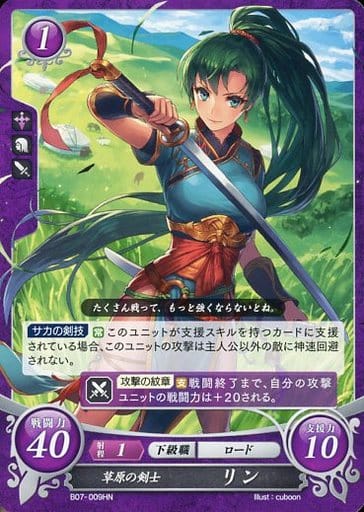 1
たくさん戦って、もっと強くならないとね。
サカの剣技 常 このユニットが支援スキルを持つカードに支援
されている場合、このユニットの攻撃は主人公以外の敵に神速回避
されない。
攻撃の紋章 支 戦闘終了まで、自分の攻撃
ユニットの戦闘力は+20される。
戦闘力
40
射程 1 下級職 ロード
支援力
10
草原の剣士 リン
B07-009HN
Illust : cuboon